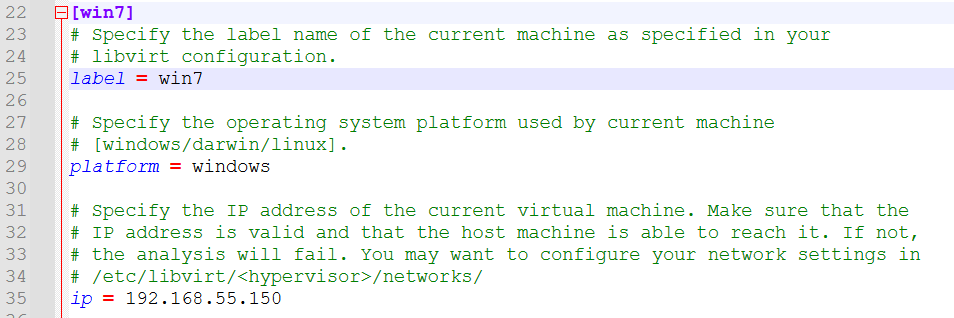 22 [win7]
23 # Specify the label name of the current machine as specified in your
24 # libvirt configuration.
25 label = win7
26
27 # Specify the operating system platform used by current machine
28 # [windows/darwin/linux].
29 platform = windows
30
31 # Specify the IP address of the current virtual machine. Make sure that the
32 # IP address is valid and that the host machine is able to reach it. If not,
33 # the analysis will fail. You may want to configure your network settings in
34 # /etc/libvirt/<hypervisor>/networks/
35 ip = 192.168.55.150